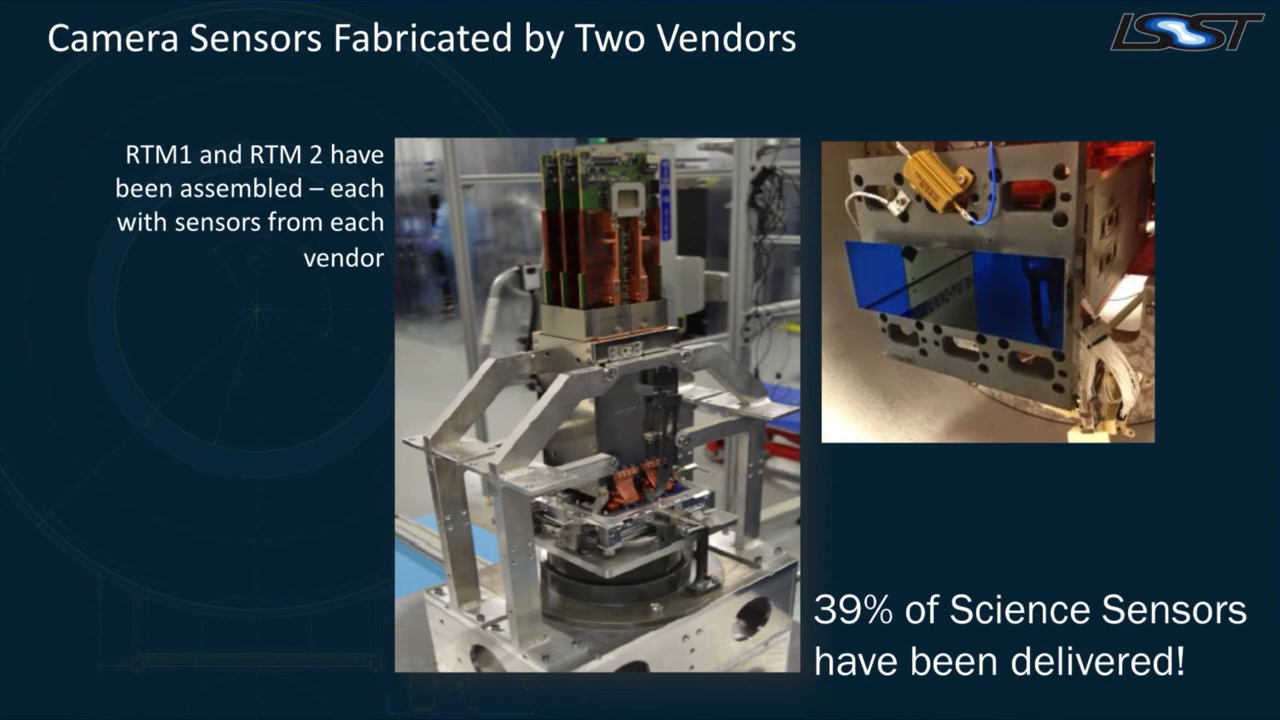 Camera Sensors Fabricated by Two Vendors
LSST
RTM1 and RTM 2 have
been assembled – each
with sensors from each
vendor
39% of Science Sensors
have been delivered!